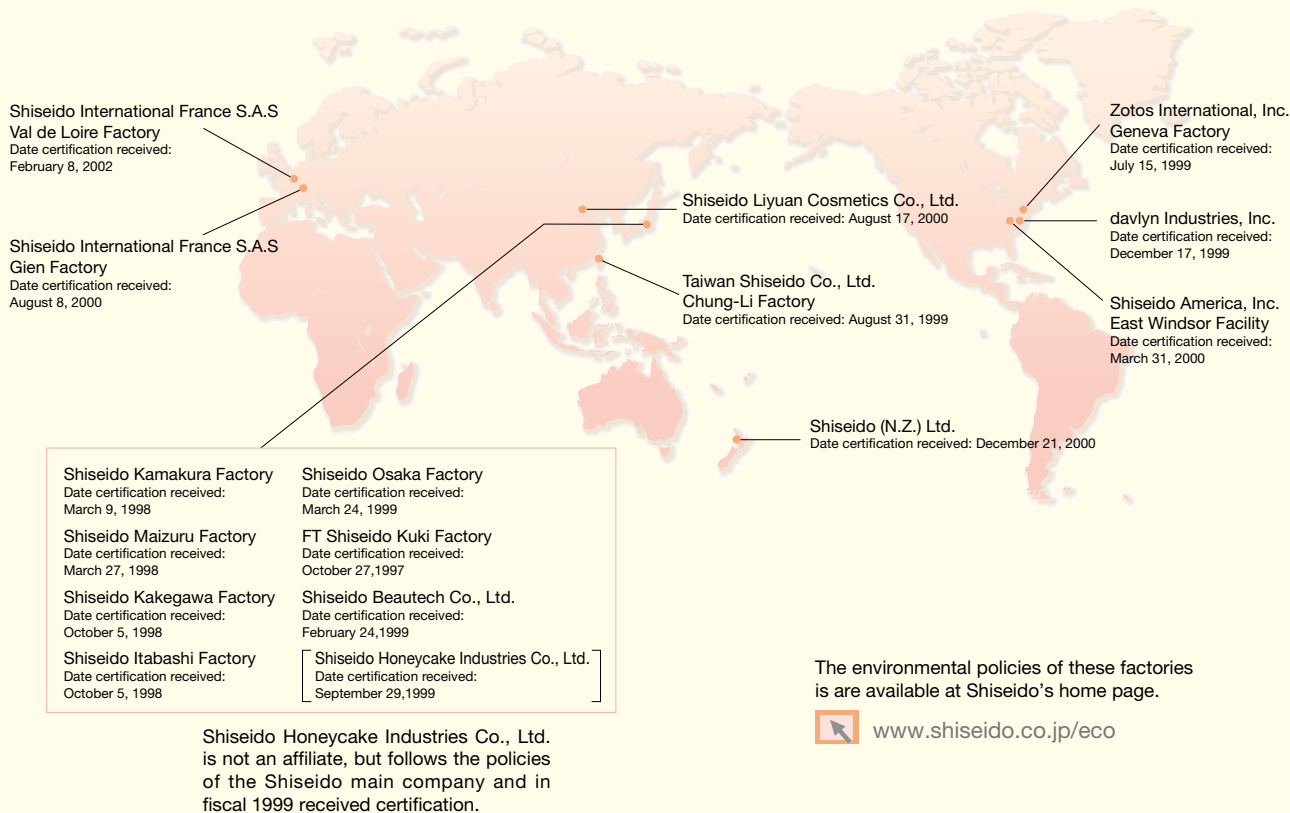 Shiseido International France S.A.S
Val de Loire Factory
Date certification received:
February 8, 2002
Shiseido International France S.A.S
Gien Factory
Date certification received:
August 8, 2000
Shiseido Liyuan Cosmetics Co., Ltd.
Date certification received: August 17, 2000
Taiwan Shiseido Co., Ltd.
Chung-Li Factory
Date certification received: August 31, 1999
Zotos International, Inc.
Geneva Factory
Date certification received:
July 15, 1999
davlyn Industries, Inc.
Date certification received:
December 17, 1999
Shiseido America, Inc.
East Windsor Facility
Date certification received:
March 31, 2000
Shiseido (N.Z.) Ltd.
Date certification received: December 21, 2000
Shiseido Kamakura Factory
Date certification received:
March 9, 1998
Shiseido Maizuru Factory
Date certification received:
March 27, 1998
Shiseido Kakegawa Factory
Date certification received:
October 5, 1998
Shiseido Itabashi Factory
Date certification received:
October 5, 1998
Shiseido Osaka Factory
Date certification received:
March 24, 1999
FT Shiseido Kuki Factory
Date certification received:
October 27,1997
Shiseido Beautech Co., Ltd.
Date certification received:
February 24,1999
Shiseido Honeycake Industries Co., Ltd.
Date certification received:
September 29,1999
Shiseido Honeycake Industries Co., Ltd.
is not an affiliate, but follows the policies
of the Shiseido main company and in
fiscal 1999 received certification.
The environmental policies of these factories
is are available at Shiseido's home page.
www.shiseido.co.jp/eco